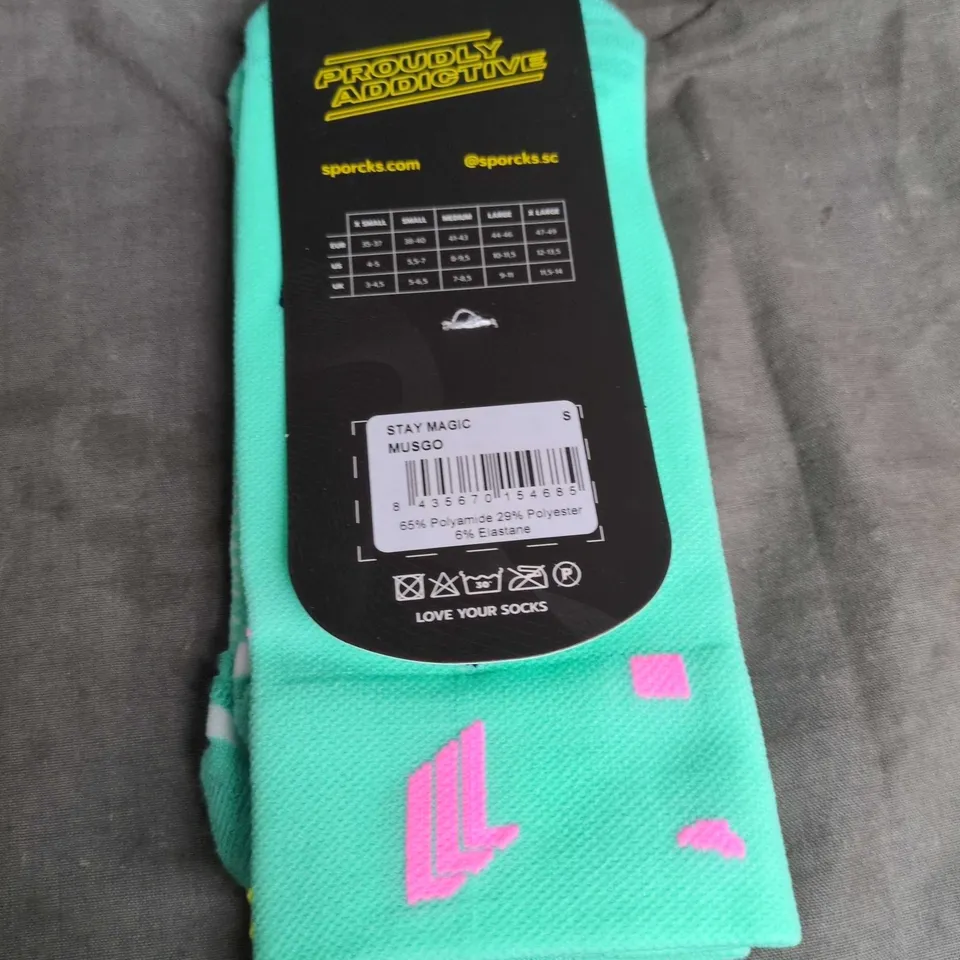 PROUDLY
ADDICTIVE
sporcks.com @sporcks.sc
X SMALL SMALL MEDIUM LARGE X LARGE
EUR 35-37 38-40 41-43 44-46 47-49
US 4-5 5,5-7 8-9,5 10-11,5 12-13,5
UK 3-4,5 5-6,5 7-8,5 9-11 11,5-14
STAY MAGIC S
MUSGO
8 435670 154685
65% Polyamide 29% Polyester
6% Elastane
30°
P
LOVE YOUR SOCKS